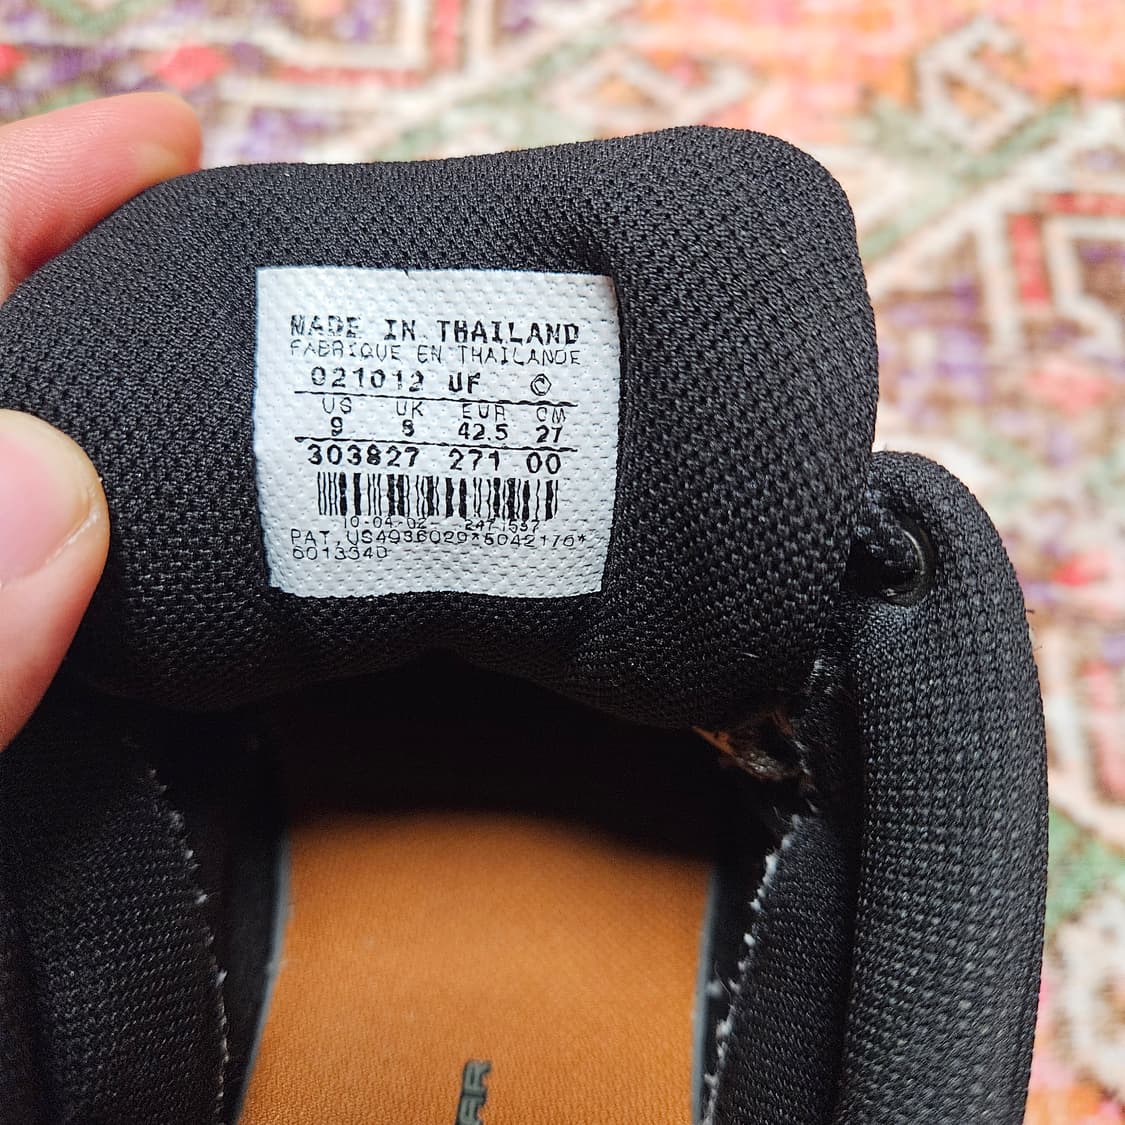 MADE IN THAILAND
FABRIQUE EN THAILANDE
021012 UF ©
US UK EUR CM
9 8 42.5 27
303827 271 00
10-04-02 2471537
PAT. US4936029*5042176*
6013340
AR